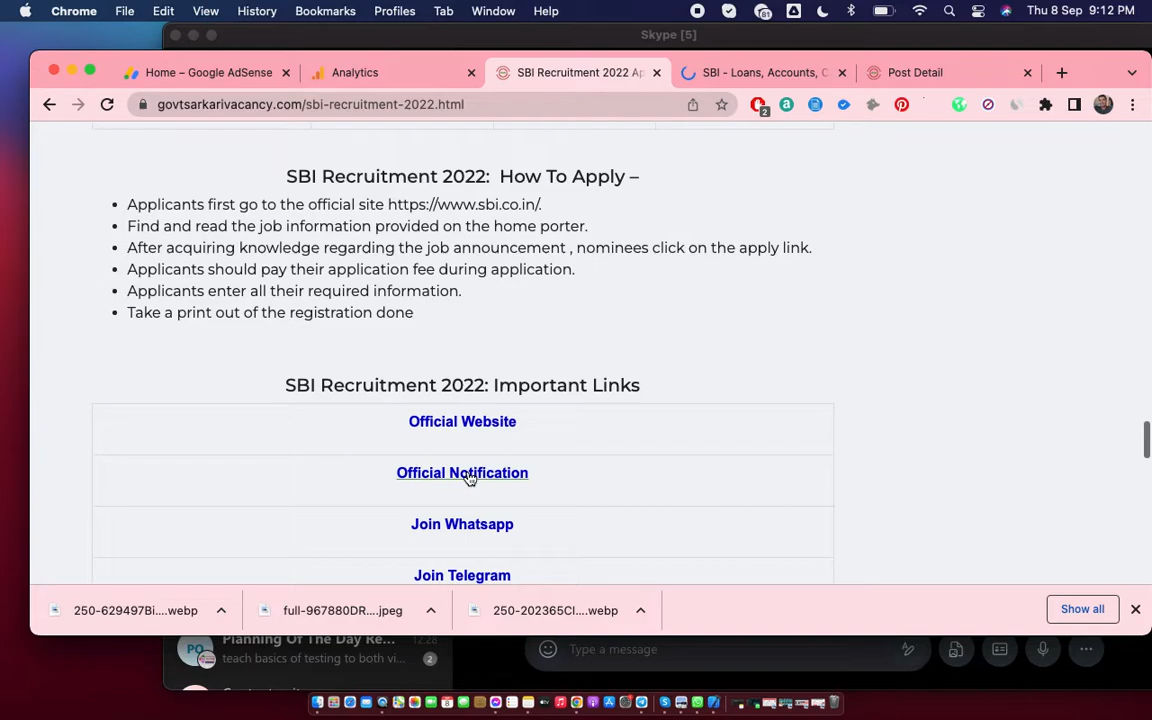 Chrome File Edit View History Bookmarks Profiles Tab Window Help 81 Thu 8 Sep 9:12 PM
Skype [5]
Home – Google AdSense Analytics SBI Recruitment 2022 Ap SBI - Loans, Accounts, C Post Detail
govtsarkarivacancy.com/sbi-recruitment-2022.html 2
SBI Recruitment 2022: How To Apply –
• Applicants first go to the official site https://www.sbi.co.in/.
• Find and read the job information provided on the home porter.
• After acquiring knowledge regarding the job announcement , nominees click on the apply link.
• Applicants should pay their application fee during application.
• Applicants enter all their required information.
• Take a print out of the registration done
SBI Recruitment 2022: Important Links
Official Website
Official Notification
Join Whatsapp
Join Telegram
250-629497Bi....webp full-967880DR....jpeg 250-202365CI....webp Show all
PO Planning Of The Day Re... 12:28
teach basics of testing to both vi... 2
Type a message